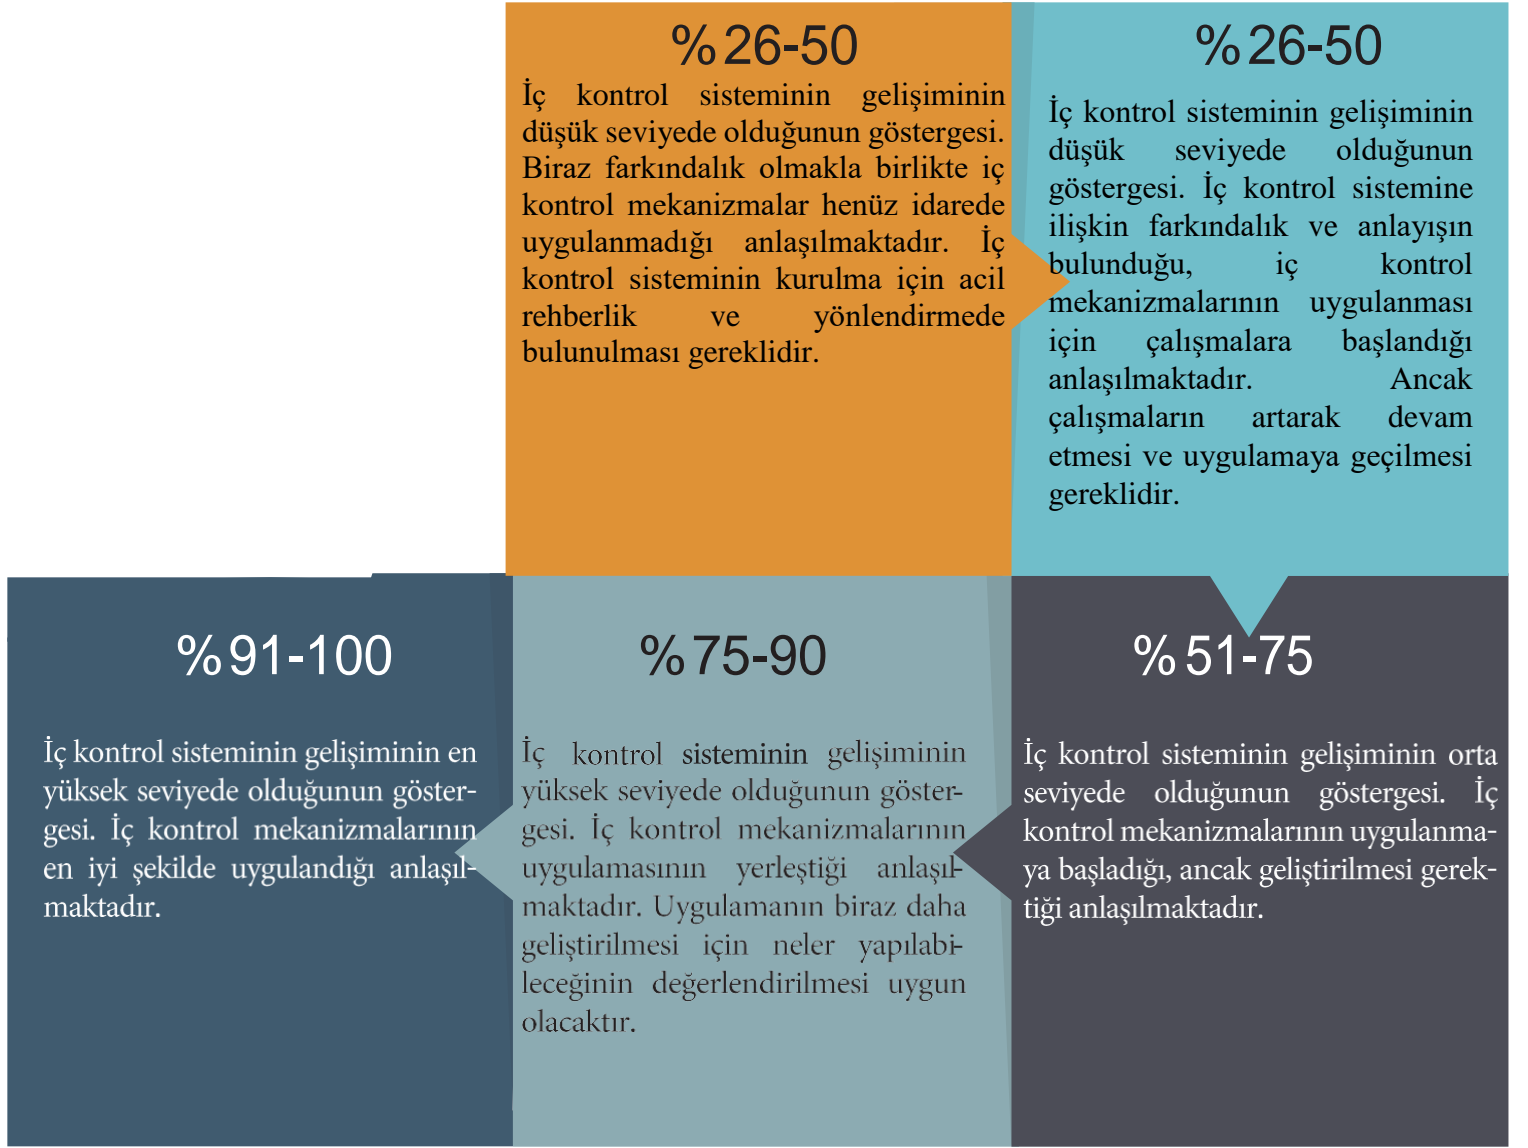 %26-50
İç kontrol sisteminin gelişiminin
düşük seviyede olduğunun göstergesi.
Biraz farkındalık olmakla birlikte iç
kontrol mekanizmalar henüz idarede
uygulanmadığı anlaşılmaktadır. İç
kontrol sisteminin kurulma için acil
rehberlik ve yönlendirmede
bulunulması gereklidir.
%26-50
İç kontrol sisteminin gelişiminin
düşük seviyede olduğunun
göstergesi. İç kontrol sistemine
ilişkin farkındalık ve anlayışın
bulunduğu, iç kontrol
mekanizmalarının uygulanması
için çalışmalara başlandığı
anlaşılmaktadır. Ancak
çalışmaların artarak devam
etmesi ve uygulamaya geçilmesi
gereklidir.
%51-75
İç kontrol sisteminin gelişiminin orta
seviyede olduğunun göstergesi. İç
kontrol mekanizmalarının uygulanma-
ya başladığı, ancak geliştirilmesi gerek-
tiği anlaşılmaktadır.
%75-90
İç kontrol sisteminin gelişiminin
yüksek seviyede olduğunun göster-
gesi. İç kontrol mekanizmalarının
uygulamasının yerleştiği anlaşıl-
maktadır. Uygulamanın biraz daha
geliştirilmesi için neler yapılabi-
leceğinin değerlendirilmesi uygun
olacaktır.
%91-100
İç kontrol sisteminin gelişiminin en
yüksek seviyede olduğunun göster-
gesi. İç kontrol mekanizmalarının
en iyi şekilde uygulandığı anlaşıl-
maktadır.